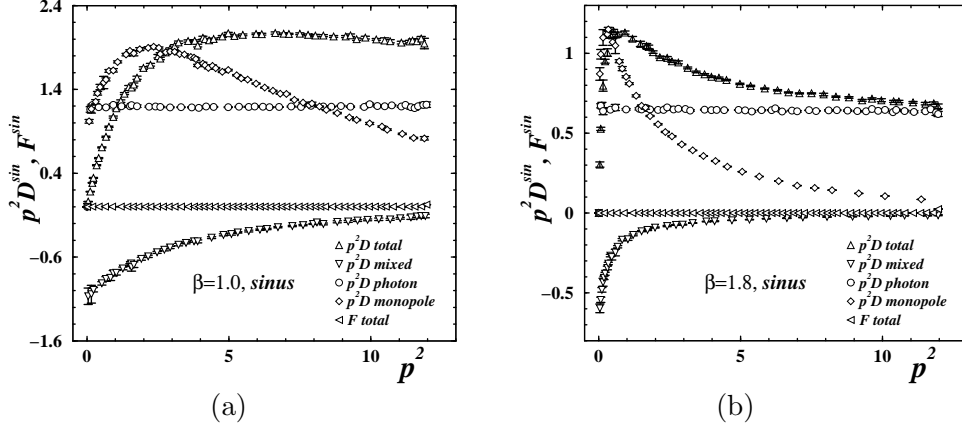 2.4
1.4
0.4
−0.6
−1.6
p²D^sin , F^sin
p²D total
p²D mixed
p²D photon
p²D monopole
F total
β=1.0, sinus
0 5 10
p²
(a)
1
0.5
0
−0.5
p²D^sin , F^sin
p²D total
p²D mixed
p²D photon
p²D monopole
F total
β=1.8, sinus
0 5 10
p²
(b)